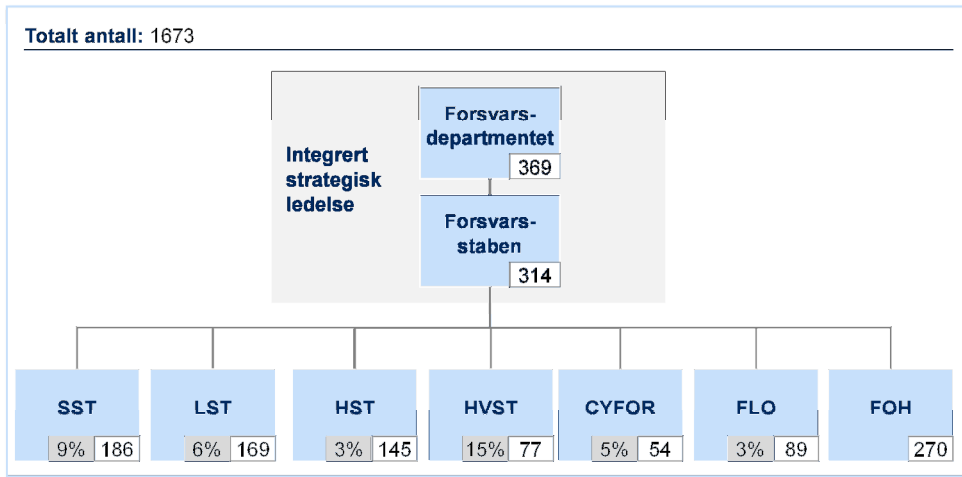 Totalt antall: 1673
Forsvars-
departmentet
369
Integrert
strategisk
ledelse
Forsvars-
staben
314
SST
9% 186
LST
6% 169
HST
3% 145
HVST
15% 77
CYFOR
5% 54
FLO
3% 89
FOH
270